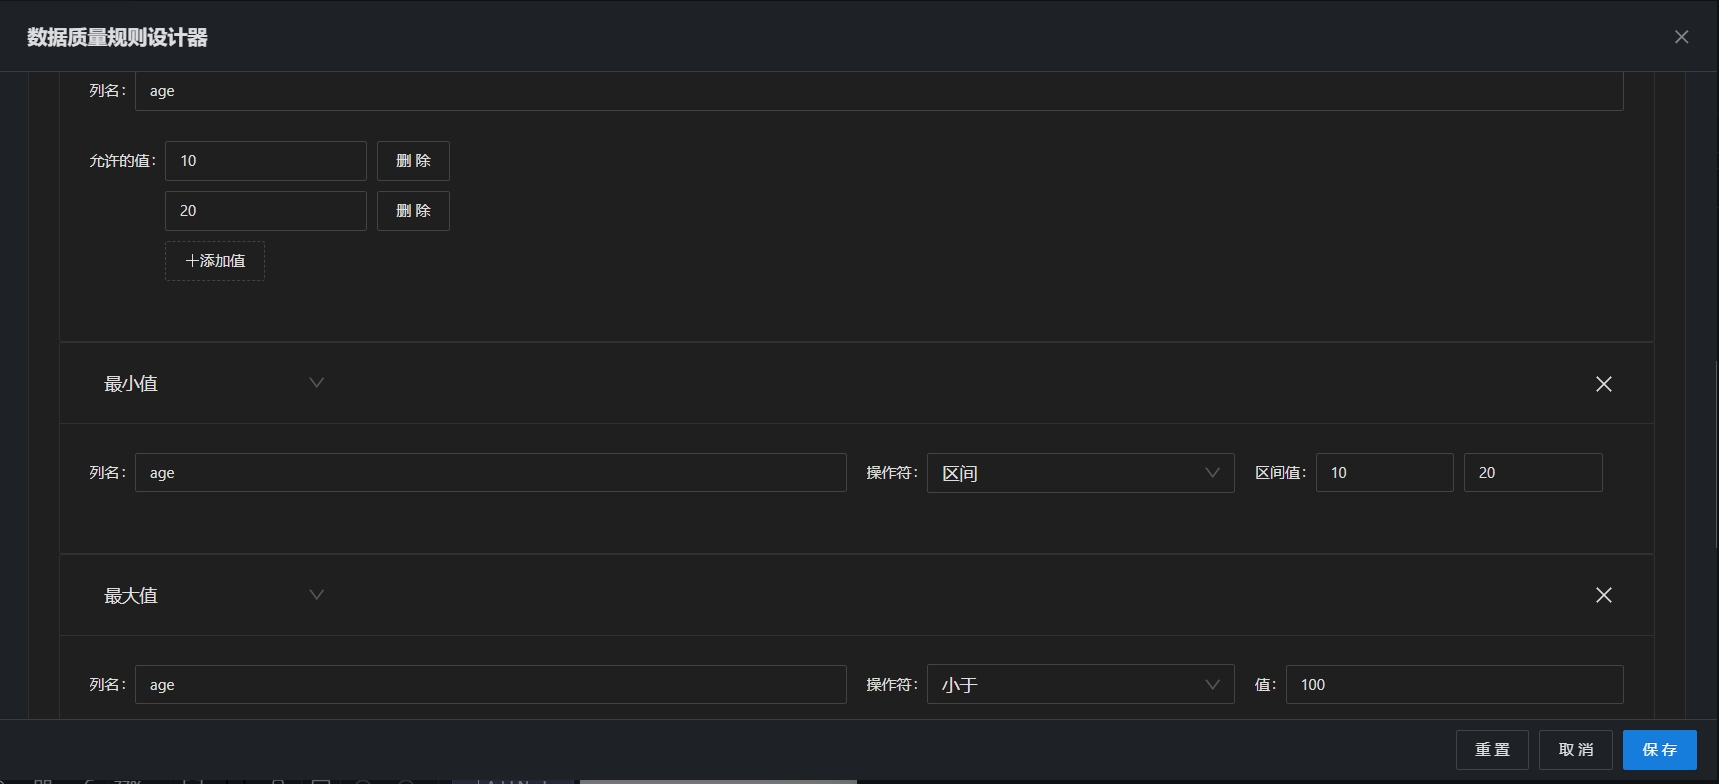 数据质量规则设计器
列名: age
允许的值: 10 删 除
20 删 除
+添加值
最小值
列名: age 操作符: 区间 区间值: 10 20
最大值
列名: age 操作符: 小于 值: 100
重 置 取 消 保 存